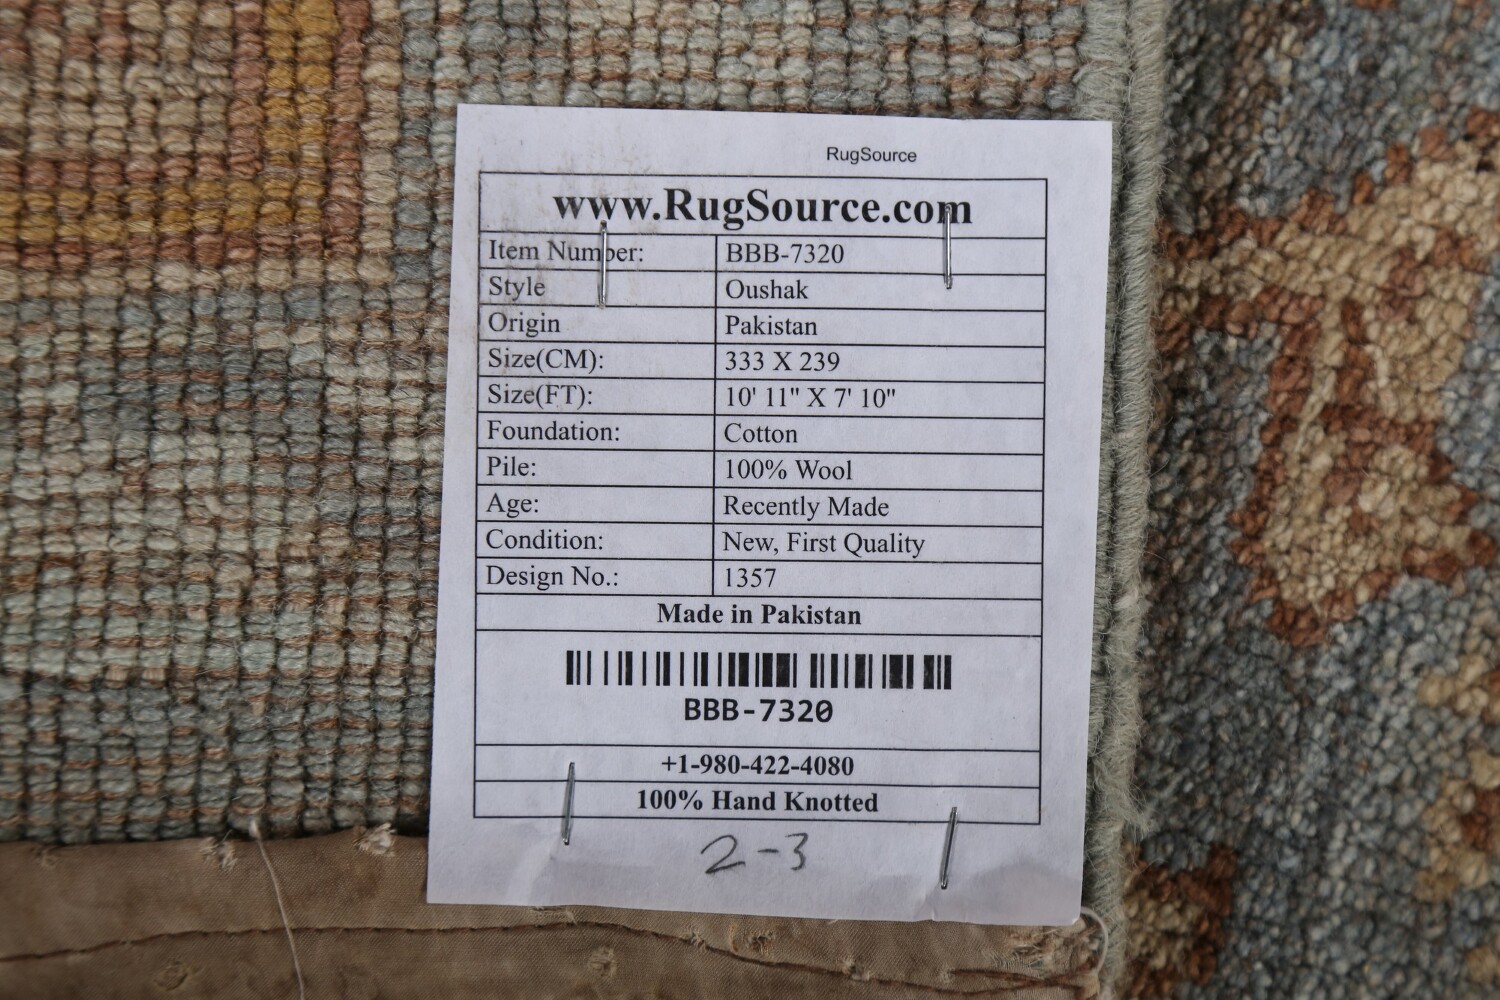 RugSource
www.RugSource.com
Item Number: BBB-7320
Style Oushak
Origin Pakistan
Size(CM): 333 X 239
Size(FT): 10' 11" X 7' 10"
Foundation: Cotton
Pile: 100% Wool
Age: Recently Made
Condition: New, First Quality
Design No.: 1357
Made in Pakistan
BBB-7320
+1-980-422-4080
100% Hand Knotted
2-3